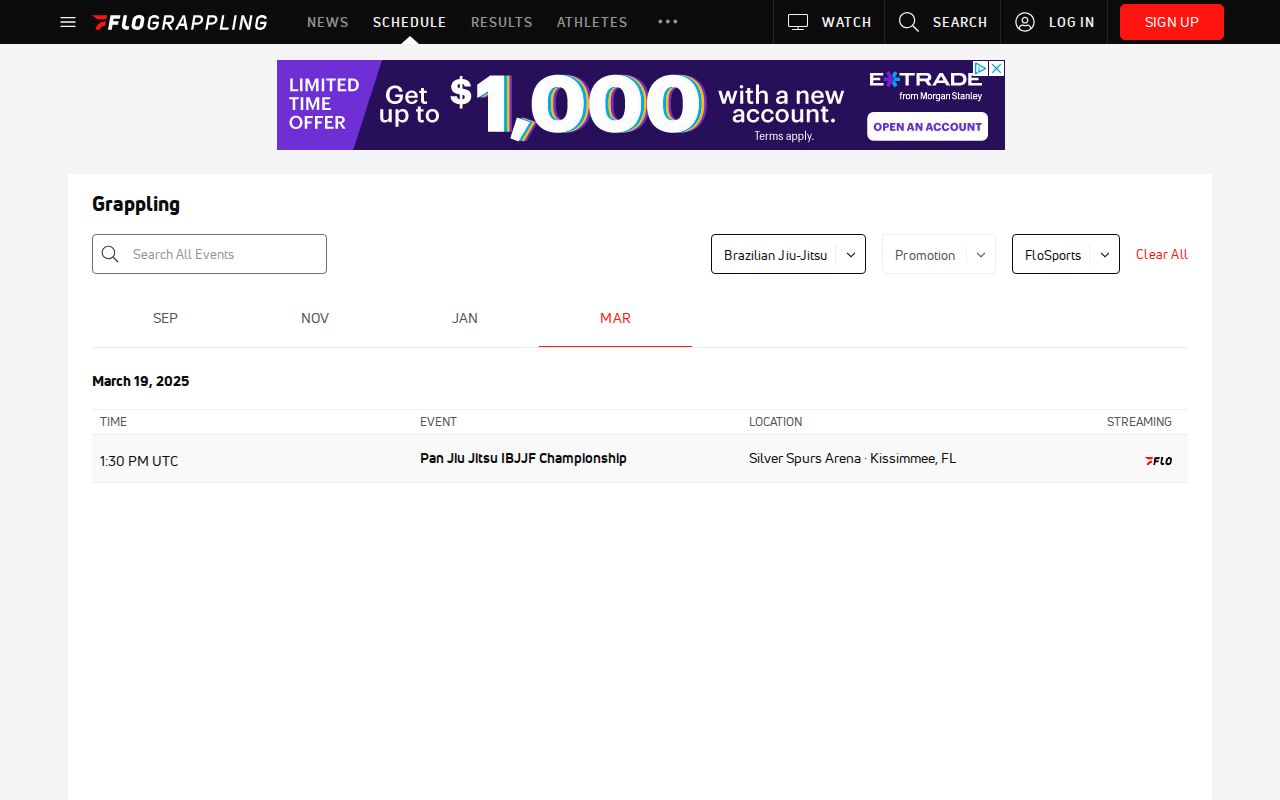 FLOGRAPPLING NEWS SCHEDULE RESULTS ATHLETES WATCH SEARCH LOG IN SIGN UP
LIMITED TIME OFFER
Get up to $1,000 with a new account.
Terms apply.
E*TRADE
from Morgan Stanley
OPEN AN ACCOUNT
Grappling
Search All Events Brazilian Jiu-Jitsu Promotion FloSports Clear All
SEP NOV JAN MAR
March 19, 2025
TIME EVENT LOCATION STREAMING
1:30 PM UTC Pan Jiu Jitsu IBJJF Championship Silver Spurs Arena · Kissimmee, FL FLO